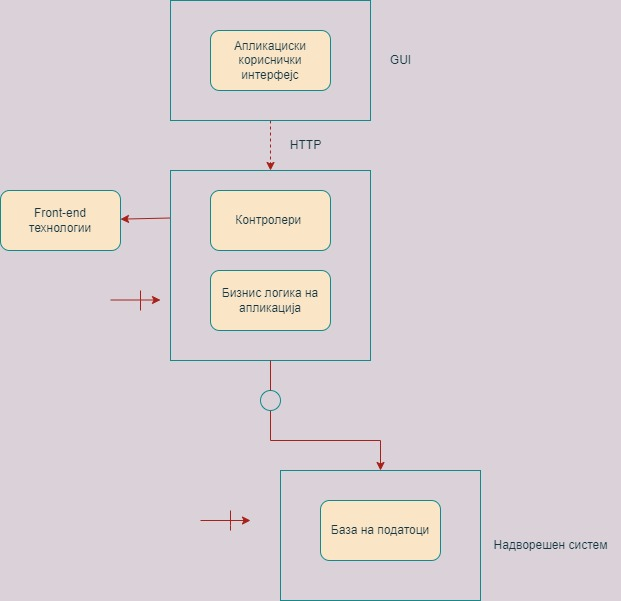 Апликациски
кориснички
интерфејс
GUI
HTTP
Front-end
технологии
Контролери
Бизнис логика на
апликација
База на податоци
Надворешен систем